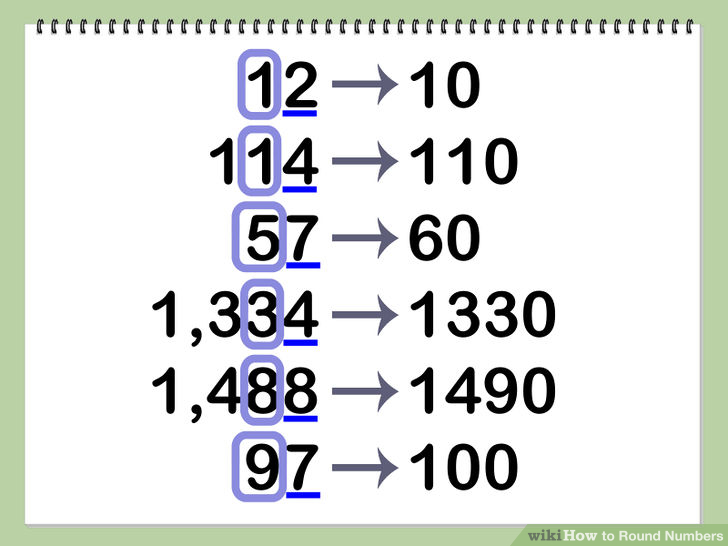 12 → 10
114 → 110
57 → 60
1,334 → 1330
1,488 → 1490
97 → 100
wikiHow to Round Numbers